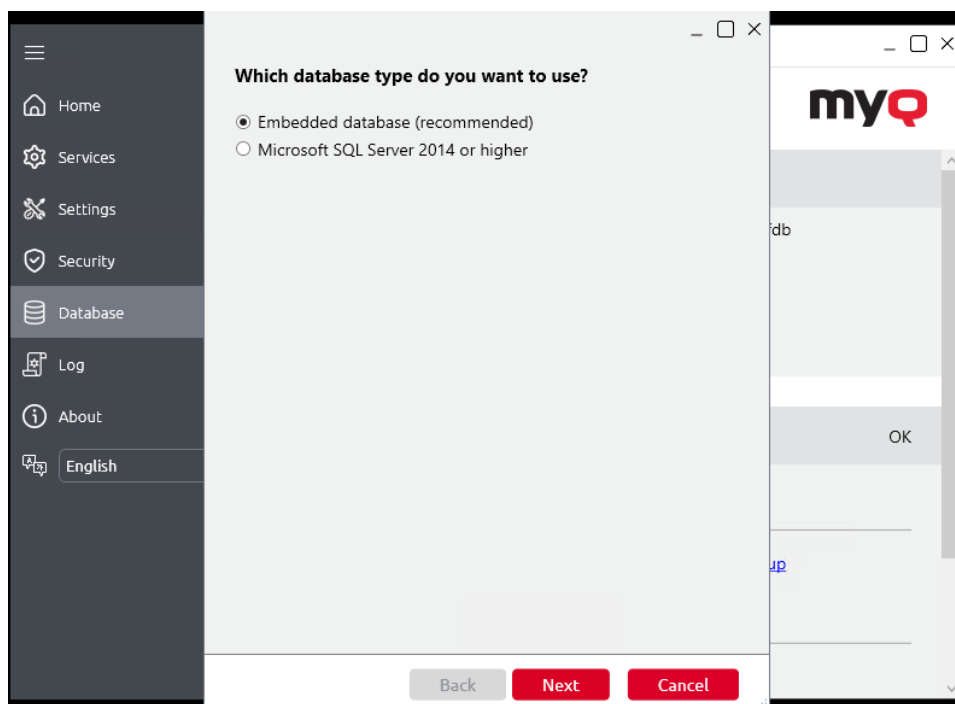 Which database type do you want to use?
Embedded database (recommended)
Microsoft SQL Server 2014 or higher
Home
Services
Settings
Security
Database
Log
About
English
myQ
fdb
OK
up
Back
Next
Cancel